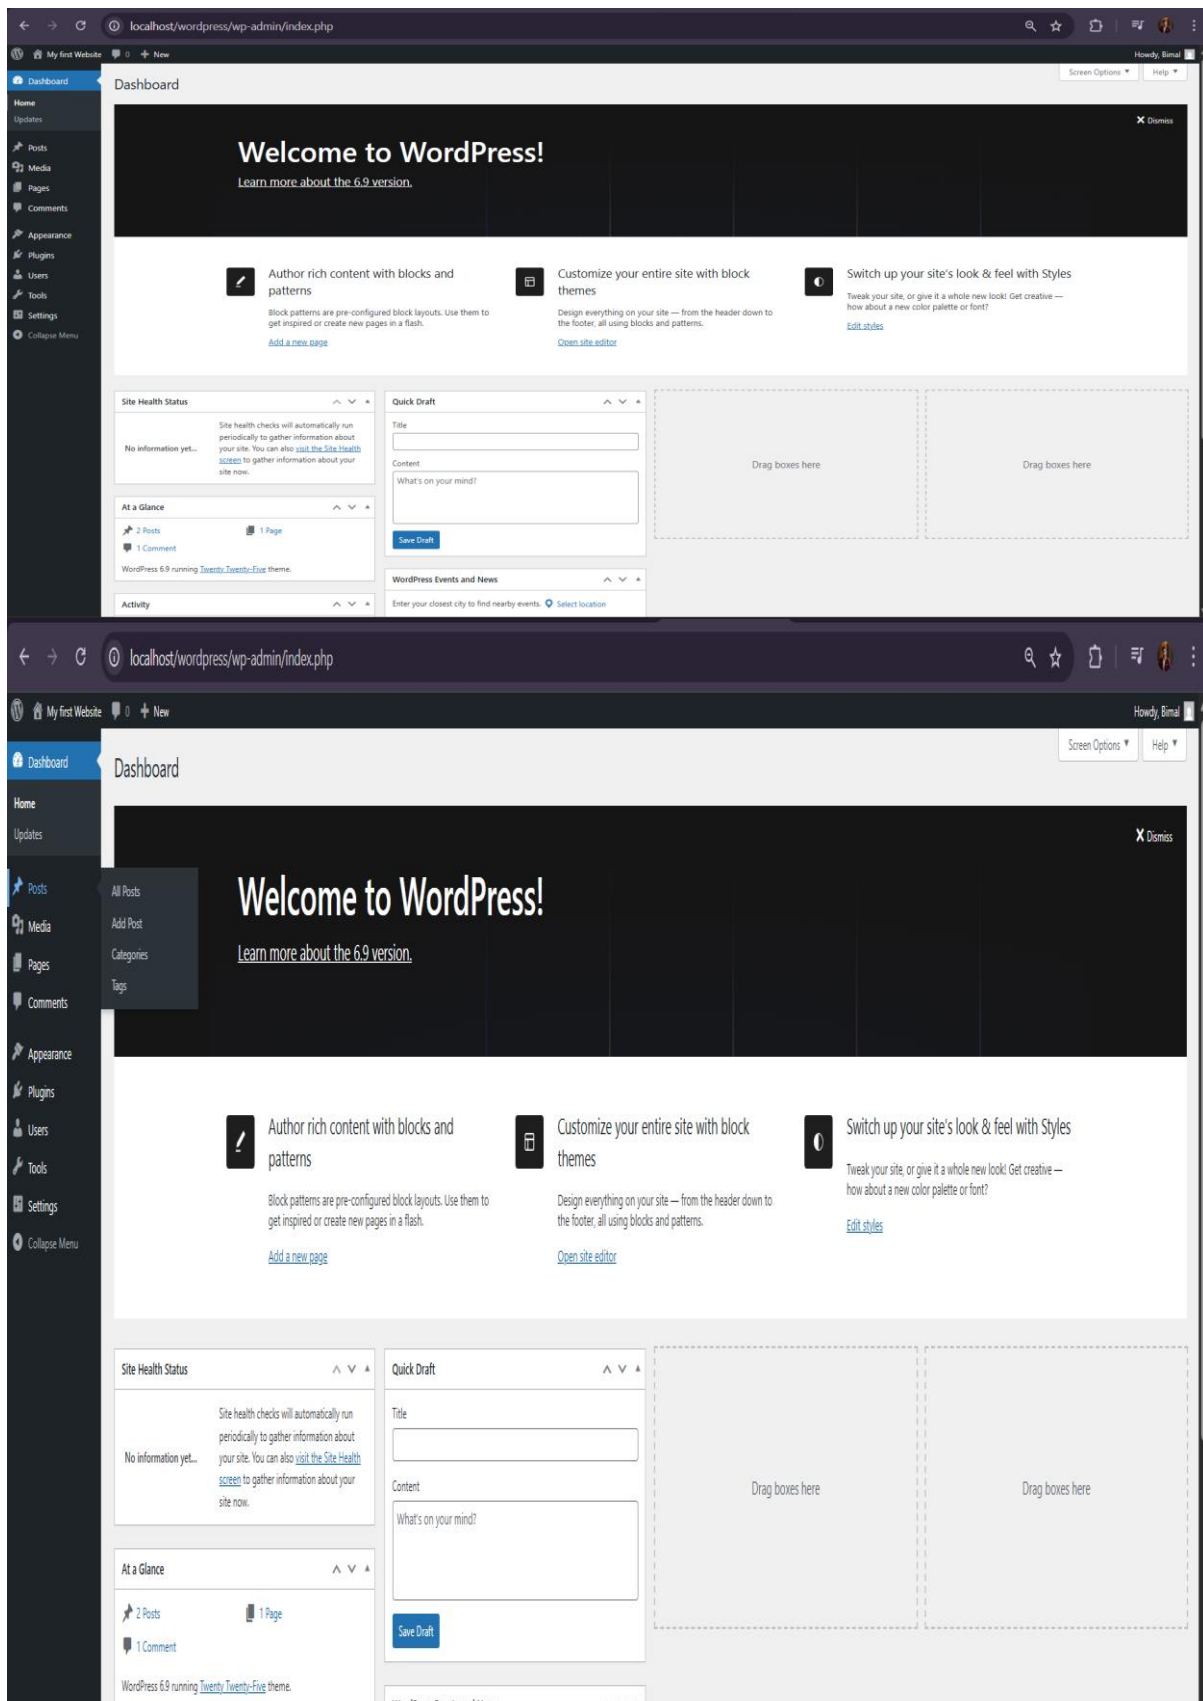 localhost/wordpress/wp-admin/index.php
My first Website 0 + New Howdy, Bimal
Dashboard
Home
Updates
Posts
Media
Pages
Comments
Appearance
Plugins
Users
Tools
Settings
Collapse Menu
Screen Options ▼ Help ▼
Dashboard
Dismiss
Welcome to WordPress!
Learn more about the 6.9 version.
Author rich content with blocks and
patterns
Block patterns are pre-configured block layouts. Use them to
get inspired or create new pages in a flash.
Add a new page
Customize your entire site with block
themes
Design everything on your site — from the header down to
the footer, all using blocks and patterns.
Open site editor
Switch up your site's look & feel with Styles
Tweak your site, or give it a whole new look! Get creative —
how about a new color palette or font?
Edit styles
Site Health Status
No information yet...
Site health checks will automatically run
periodically to gather information about
your site. You can also visit the Site Health
screen to gather information about your
site now.
At a Glance
2 Posts 1 Page
1 Comment
WordPress 6.9 running Twenty Twenty-Five theme.
Activity
Quick Draft
Title
Content
What's on your mind?
Save Draft
WordPress Events and News
Enter your closest city to find nearby events. Select location
Drag boxes here
Drag boxes here
localhost/wordpress/wp-admin/index.php
My first Website 0 + New Howdy, Bimal
Dashboard
Home
Updates
Posts
Media
Pages
Comments
Appearance
Plugins
Users
Tools
Settings
Collapse Menu
All Posts
Add Post
Categories
Tags
Screen Options ▼ Help ▼
Dashboard
Dismiss
Welcome to WordPress!
Learn more about the 6.9 version.
Author rich content with blocks and
patterns
Block patterns are pre-configured block layouts. Use them to
get inspired or create new pages in a flash.
Add a new page
Customize your entire site with block
themes
Design everything on your site — from the header down to
the footer, all using blocks and patterns.
Open site editor
Switch up your site's look & feel with Styles
Tweak your site, or give it a whole new look! Get creative —
how about a new color palette or font?
Edit styles
Site Health Status
No information yet...
Site health checks will automatically run
periodically to gather information about
your site. You can also visit the Site Health
screen to gather information about your
site now.
At a Glance
2 Posts 1 Page
1 Comment
WordPress 6.9 running Twenty Twenty-Five theme.
Quick Draft
Title
Content
What's on your mind?
Save Draft
Drag boxes here
Drag boxes here